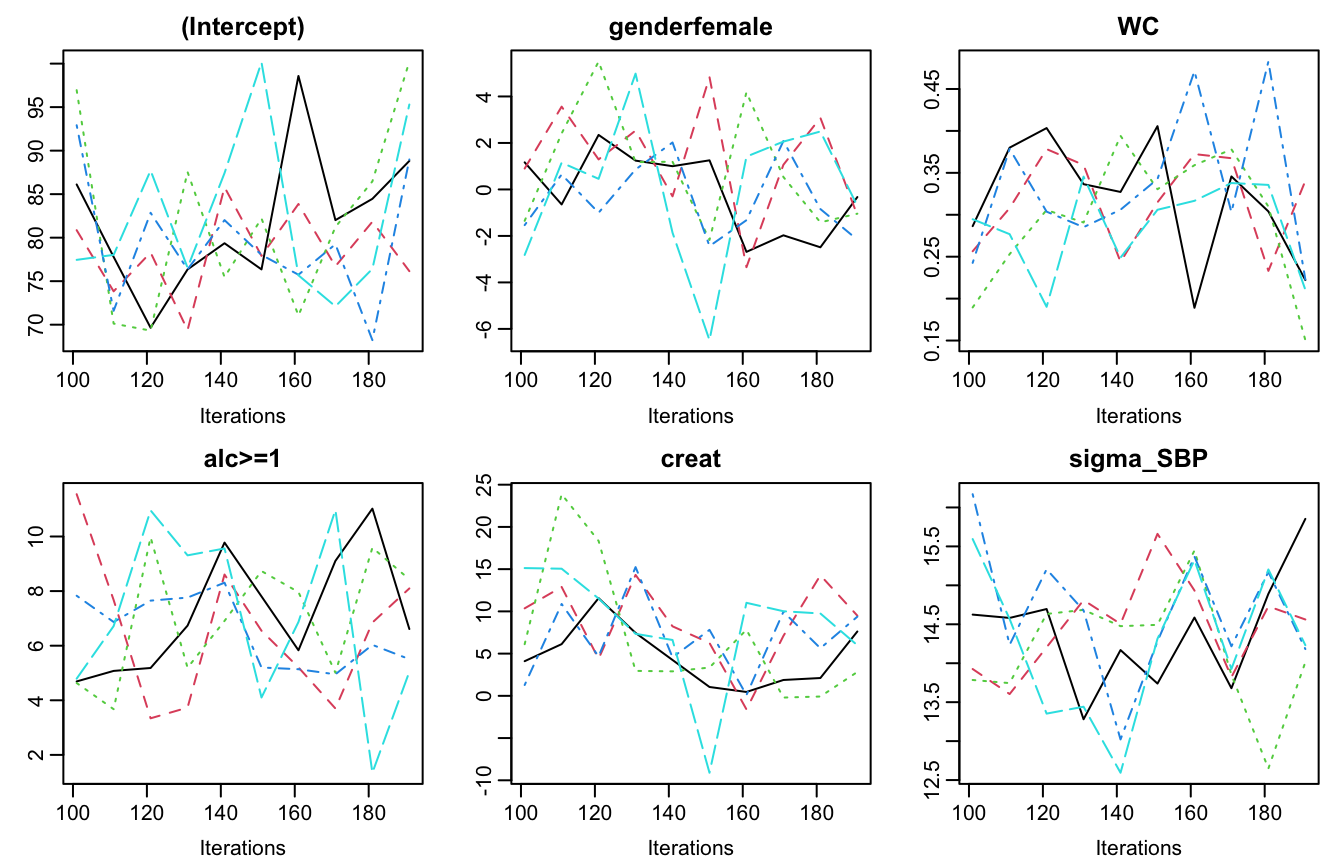 (Intercept)
genderfemale
WC
70 75 80 85 90 95
-6 -4 -2 0 2 4
0.15 0.25 0.35 0.45
100 120 140 160 180
100 120 140 160 180
100 120 140 160 180
Iterations
Iterations
Iterations
alc>=1
creat
sigma_SBP
2 4 6 8 10
-10 0 5 10 15 20 25
12.5 13.5 14.5 15.5
100 120 140 160 180
100 120 140 160 180
100 120 140 160 180
Iterations
Iterations
Iterations